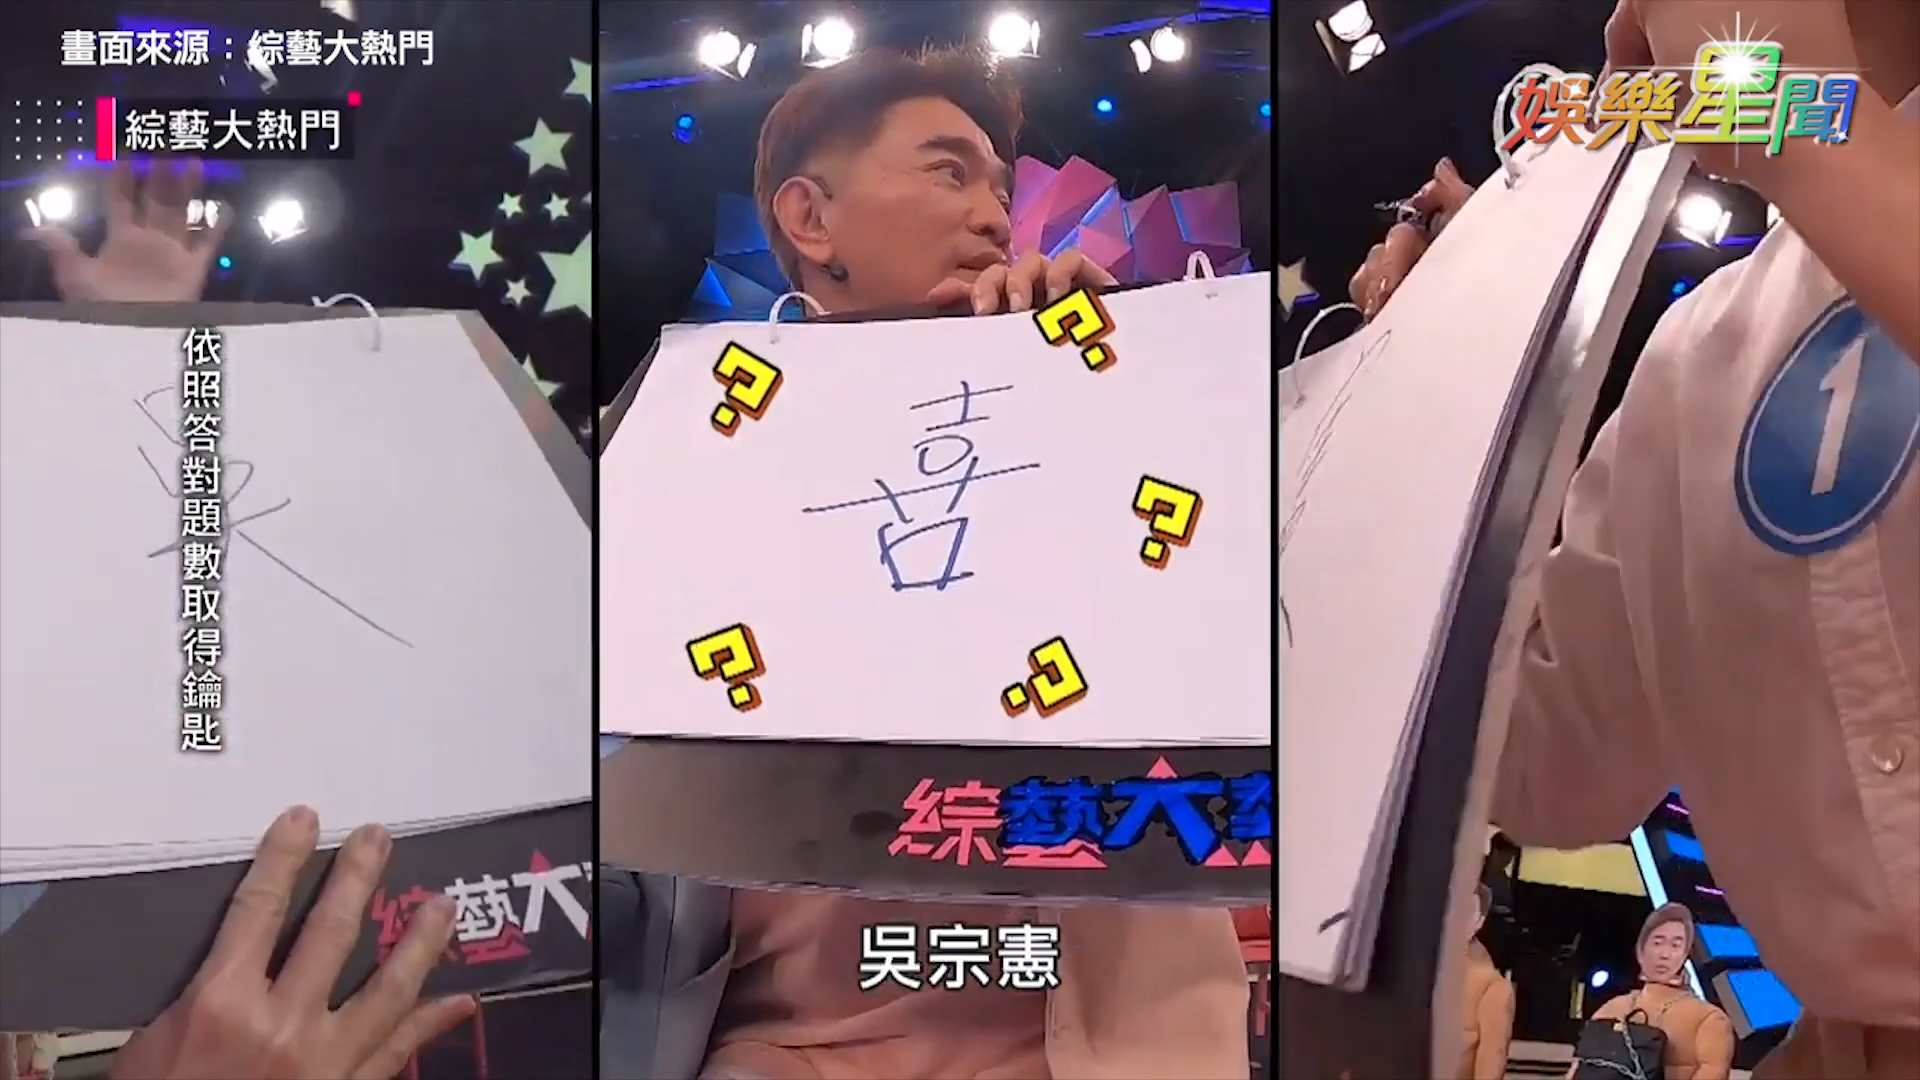 畫面來源：綜藝大熱門
綜藝大熱門
娛樂星聞
依照答對題數取得鑰匙
吳
喜
1
綜藝大
綜藝大熱
吳宗憲